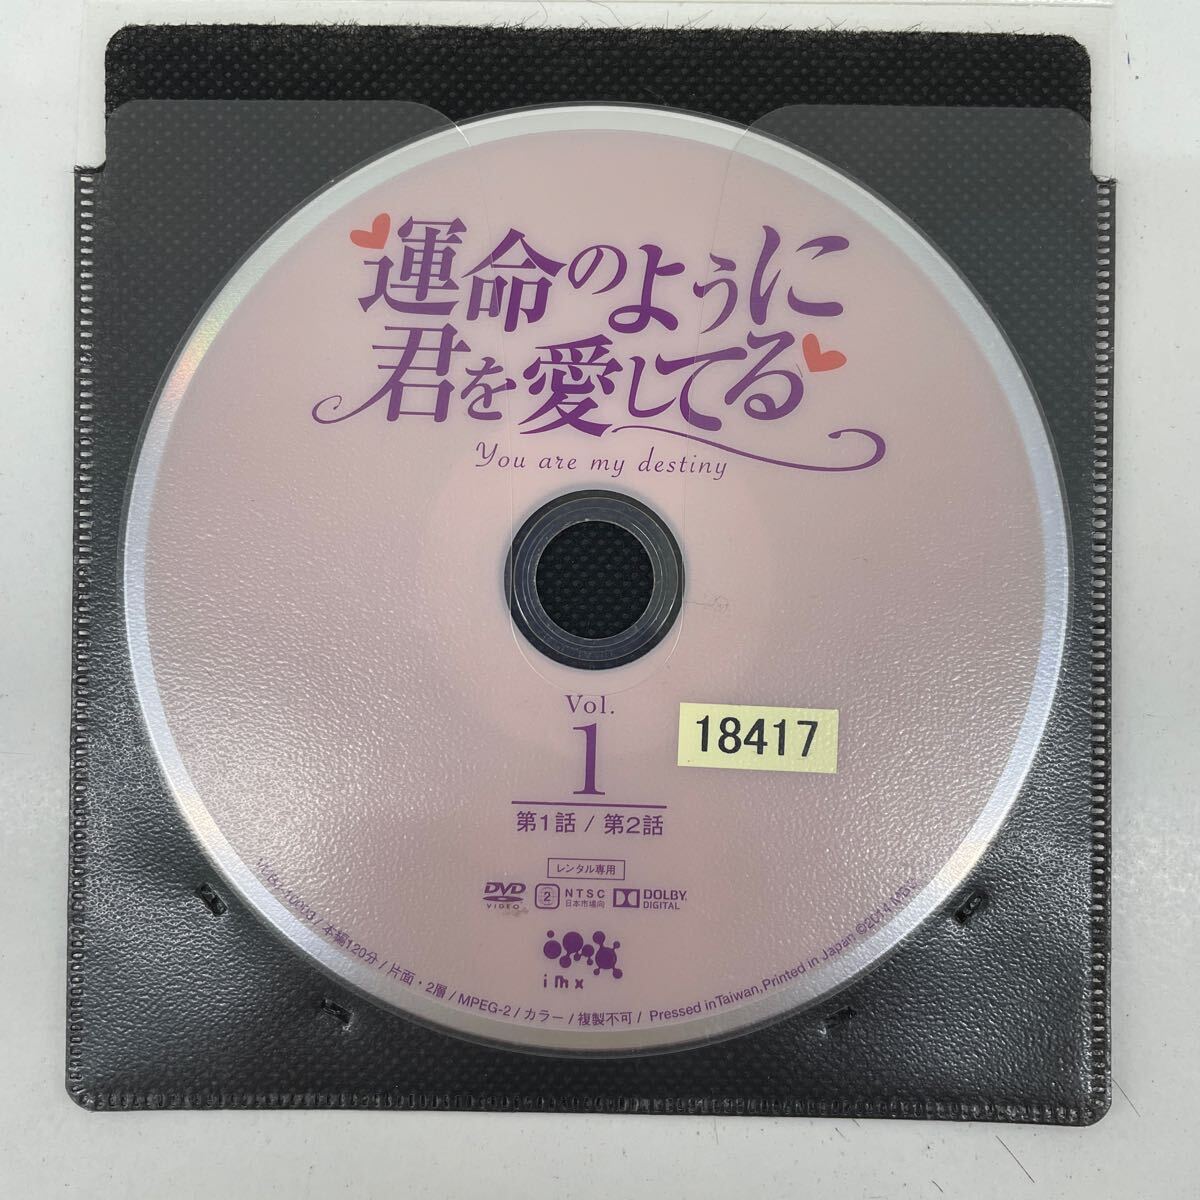 運命のように
君を愛してる
You are my destiny
Vol.
1
18417
第1話 / 第2話
レンタル専用
DVD
VIDEO
2
NTSC
日本市場向
DOLBY
DIGITAL
imx
本編120分 / 片面・2層 / MPEG-2 / カラー / 複製不可 / Pressed in Taiwan, Printed in Japan ©2014 MBC